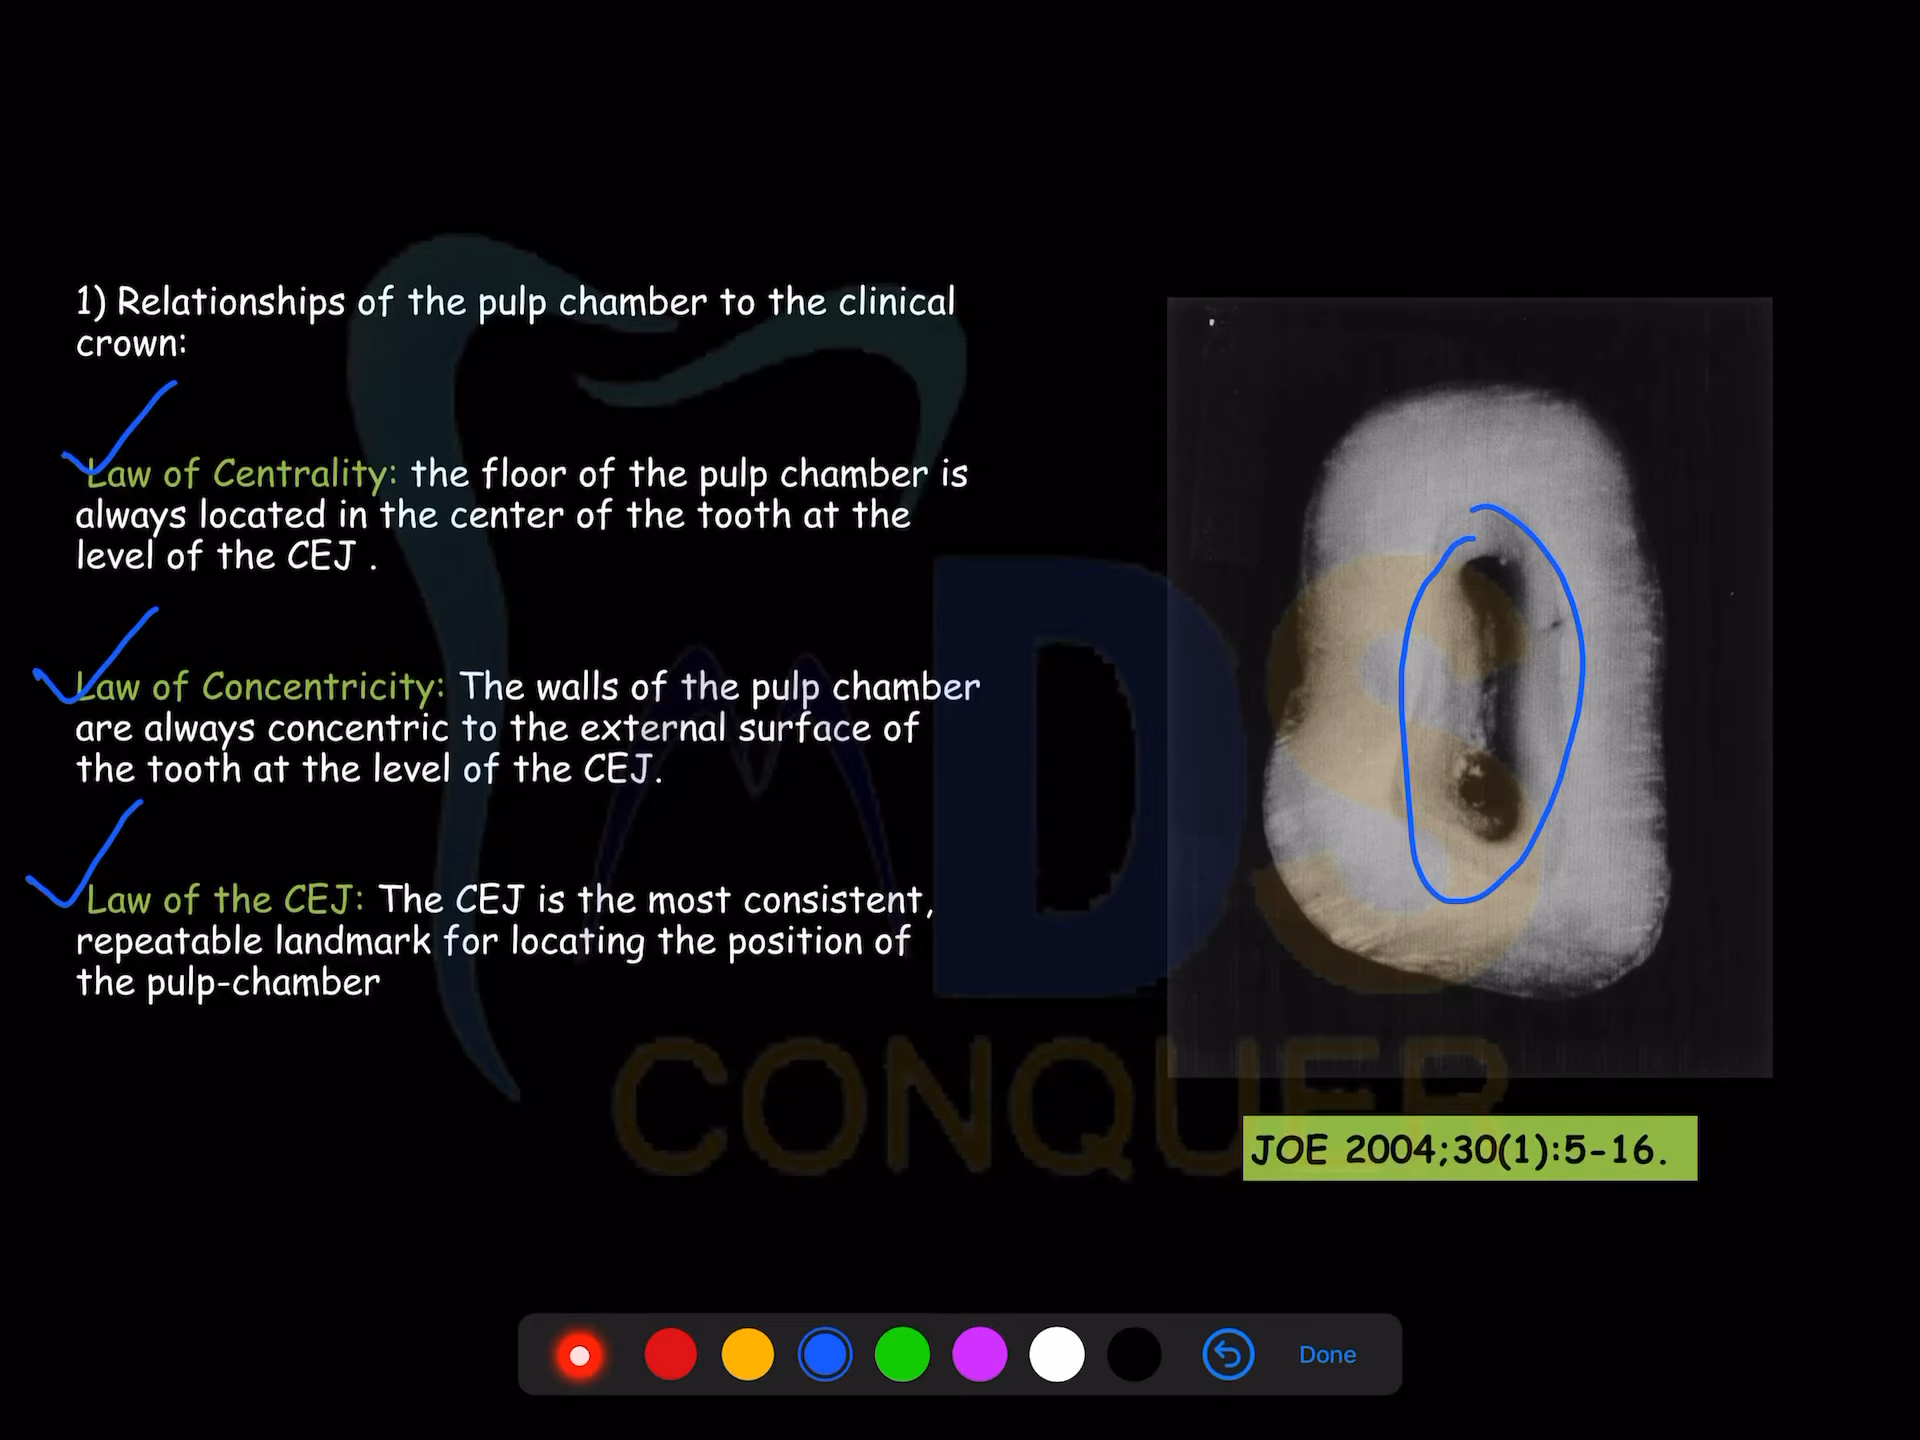 1) Relationships of the pulp chamber to the clinical
crown:
Law of Centrality: the floor of the pulp chamber is
always located in the center of the tooth at the
level of the CEJ .
Law of Concentricity: The walls of the pulp chamber
are always concentric to the external surface of
the tooth at the level of the CEJ.
Law of the CEJ: The CEJ is the most consistent,
repeatable landmark for locating the position of
the pulp-chamber
MDS
CONQUER
JOE 2004;30(1):5-16.
Done